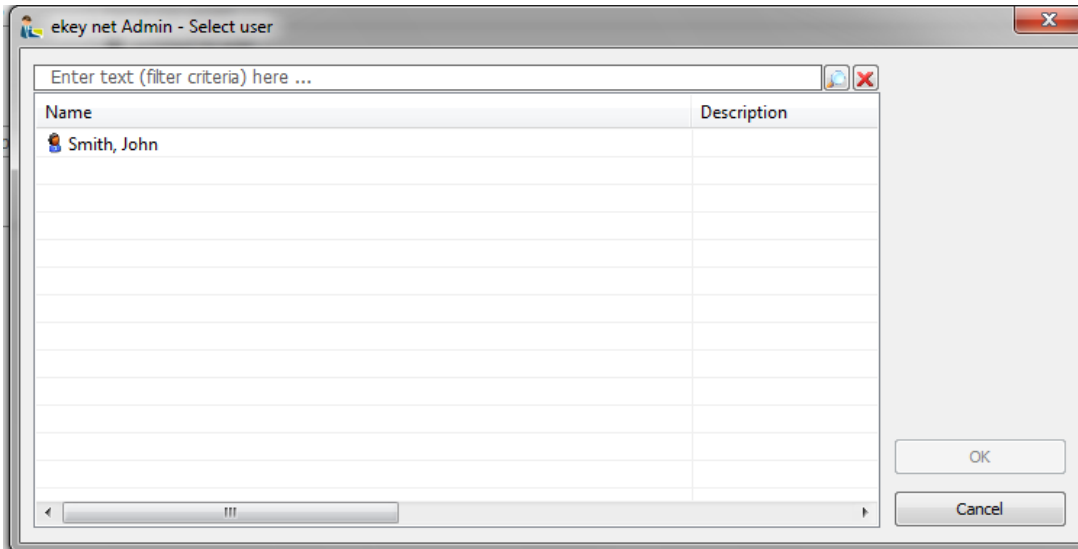 ekey net Admin - Select user
Enter text (filter criteria) here ...
Name Description
Smith, John
OK
Cancel